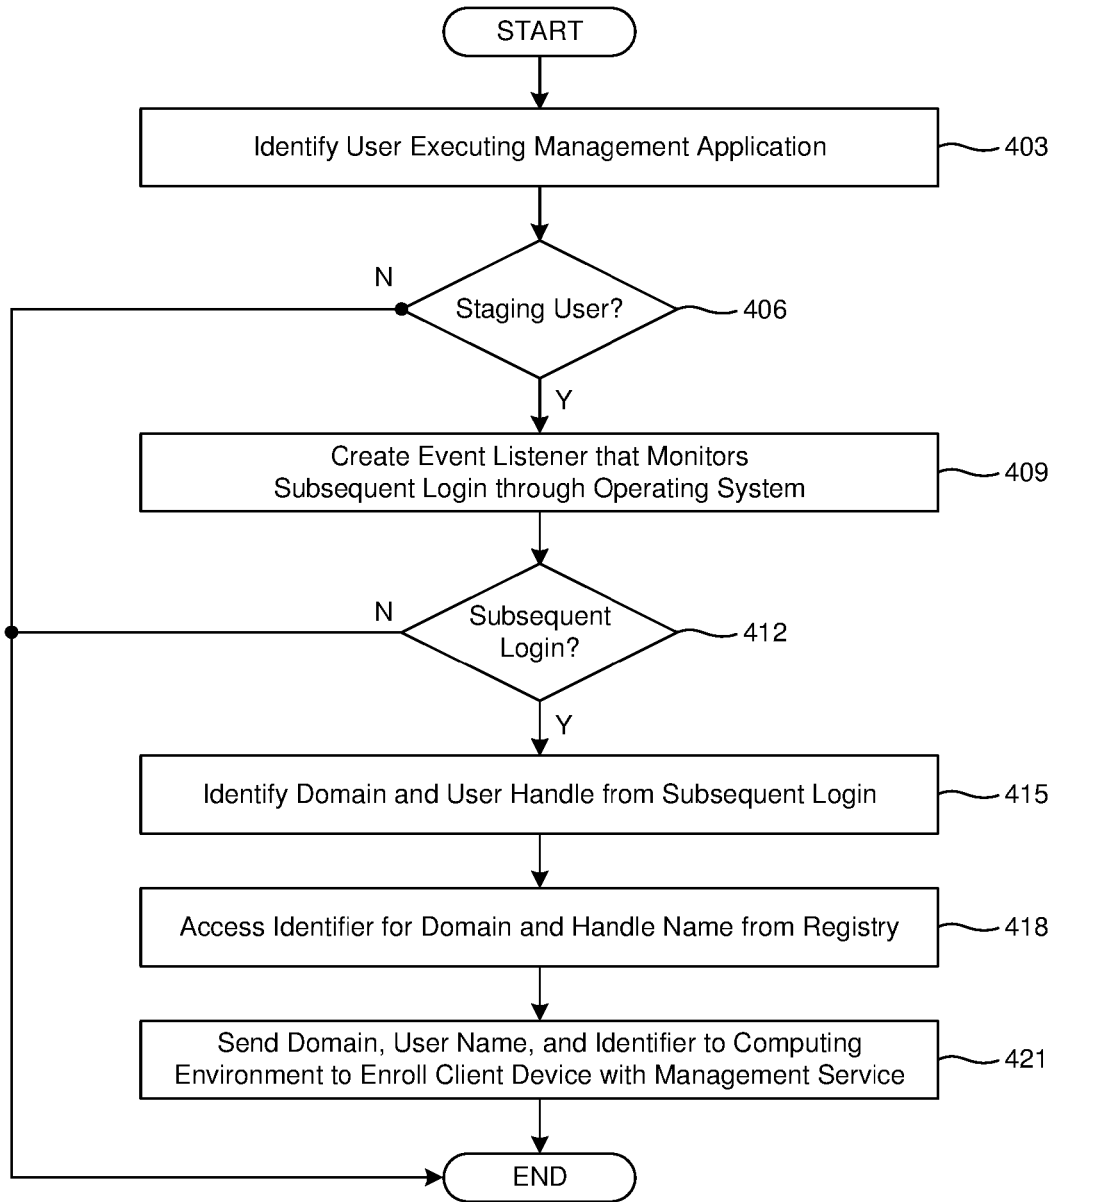 START
Identify User Executing Management Application
403
N
Staging User?
406
Y
Create Event Listener that Monitors
Subsequent Login through Operating System
409
N
Subsequent
Login?
412
Y
Identify Domain and User Handle from Subsequent Login
415
Access Identifier for Domain and Handle Name from Registry
418
Send Domain, User Name, and Identifier to Computing
Environment to Enroll Client Device with Management Service
421
END